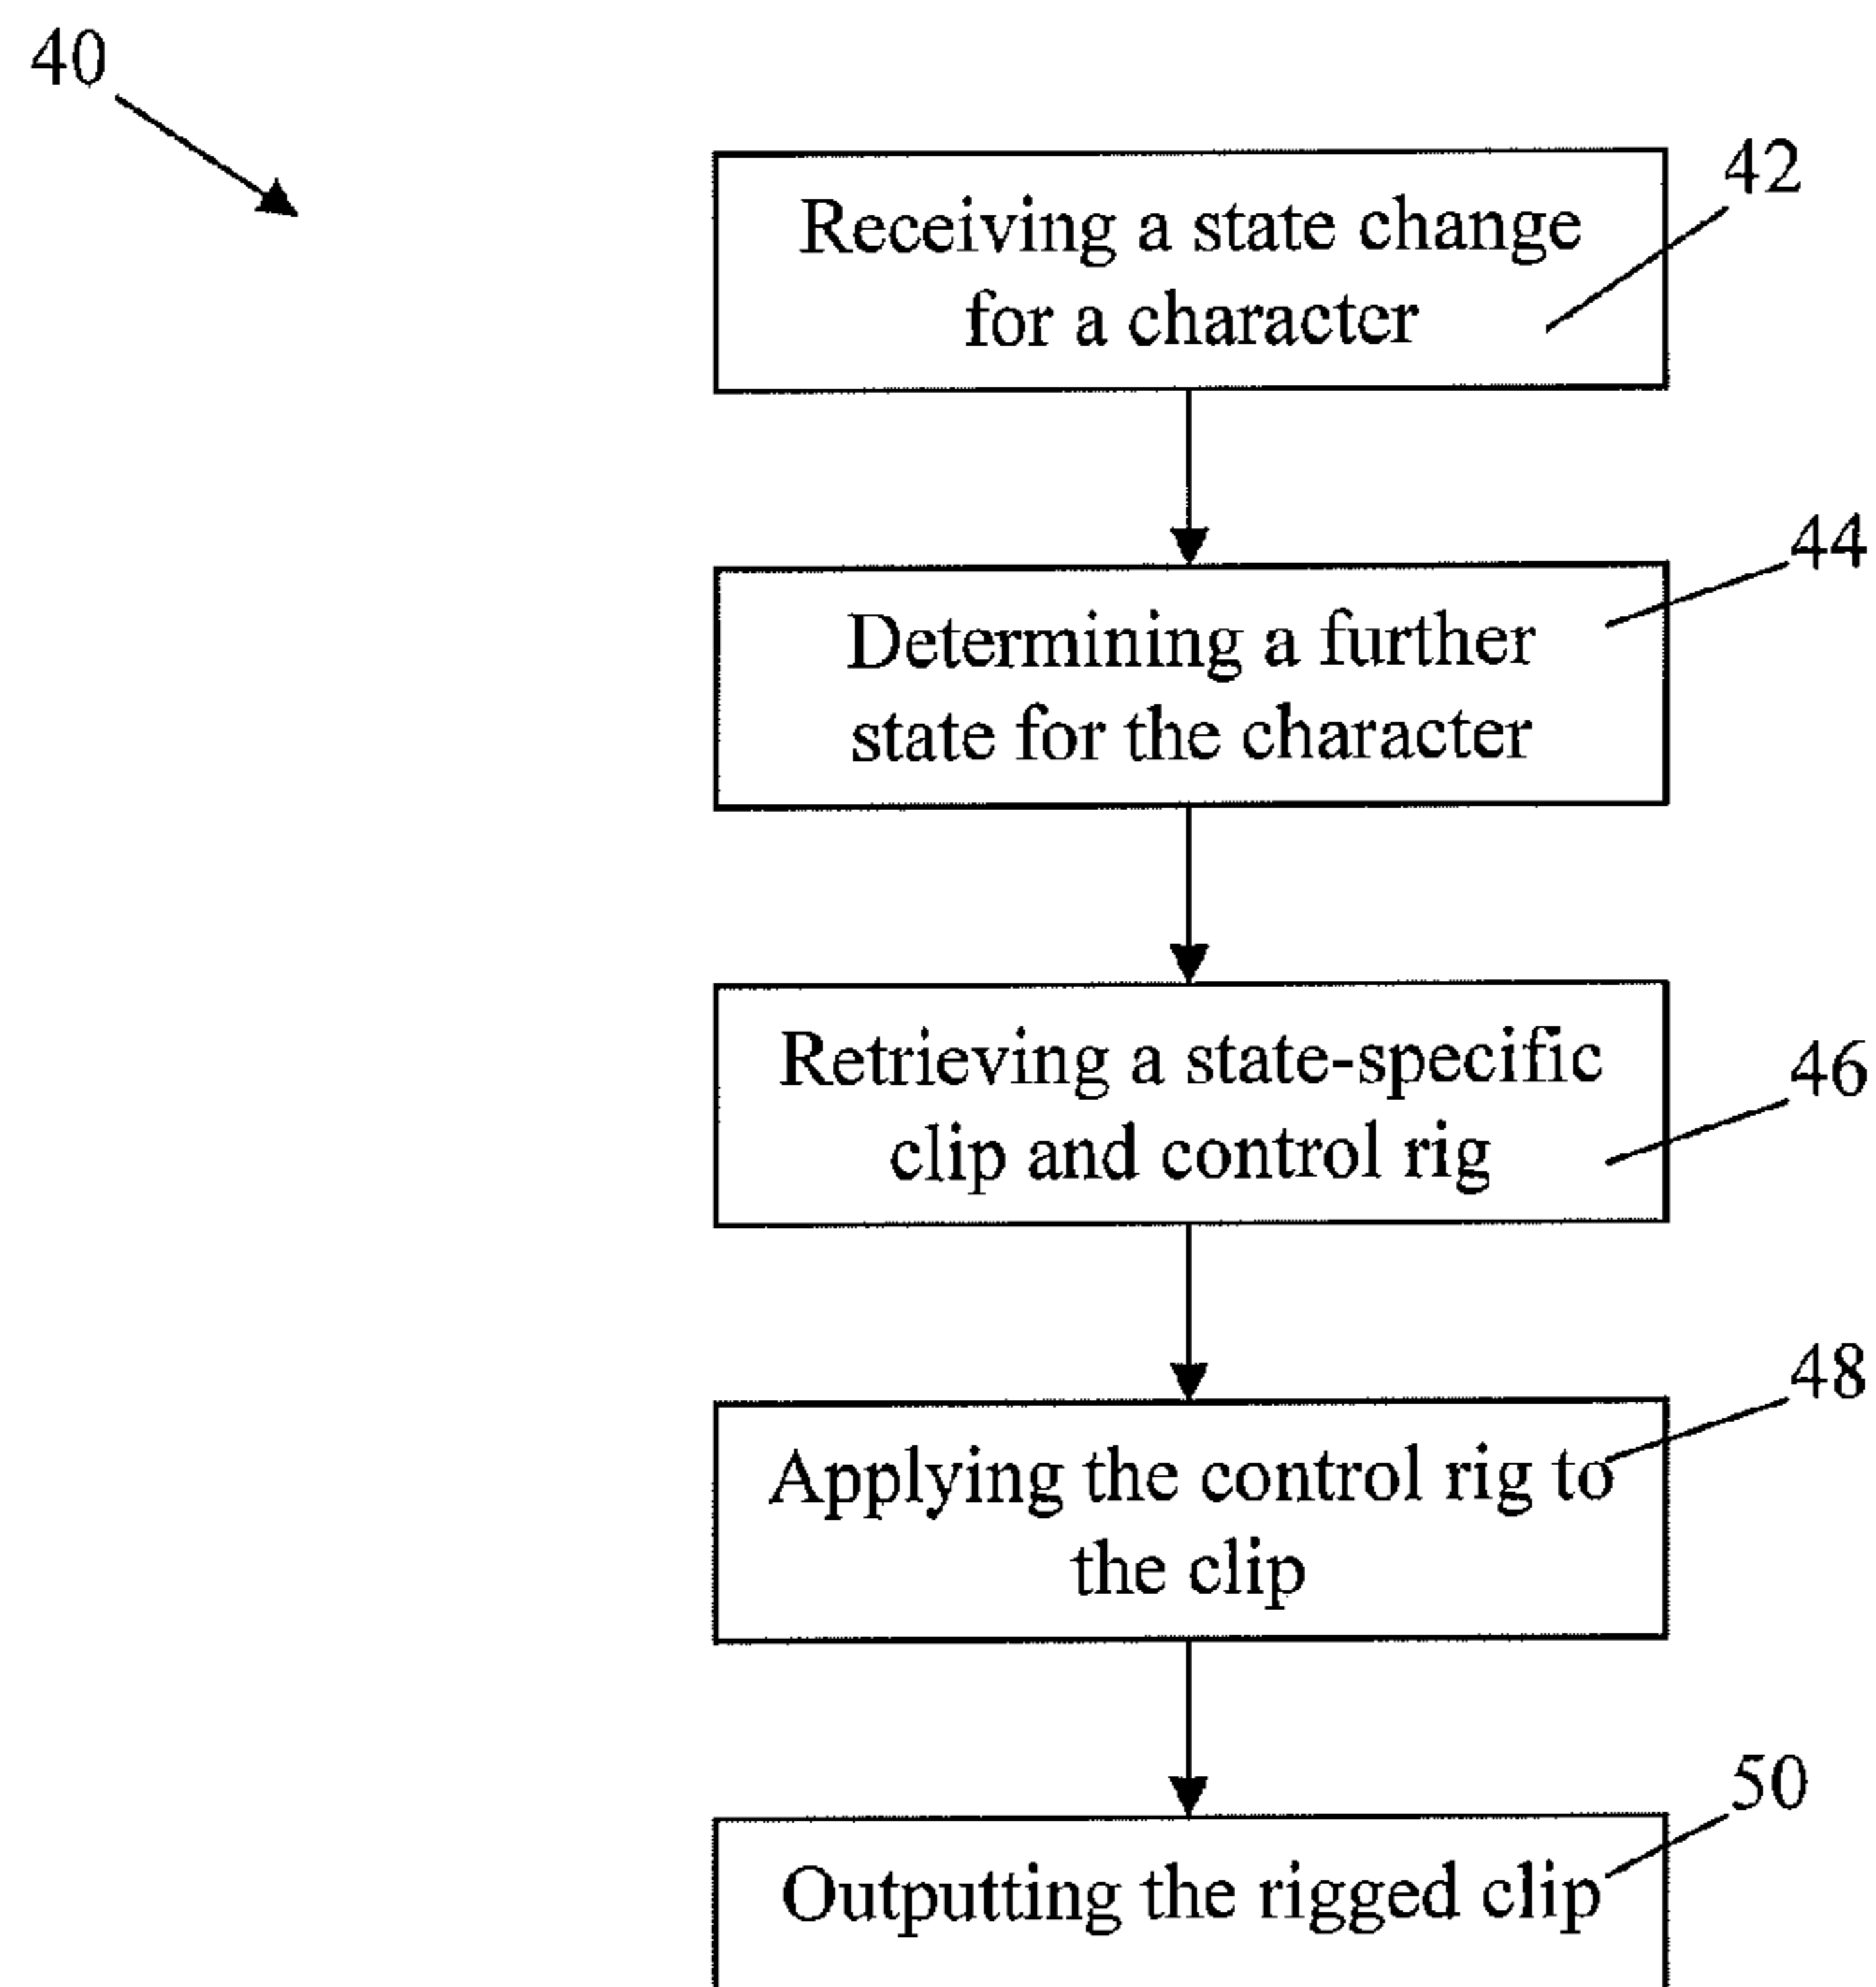 40
42
Receiving a state change
for a character
44
Determining a further
state for the character
Retrieving a state-specific
46
clip and control rig
48
Applying the control rig to
the clip
50
Outputting the rigged clip